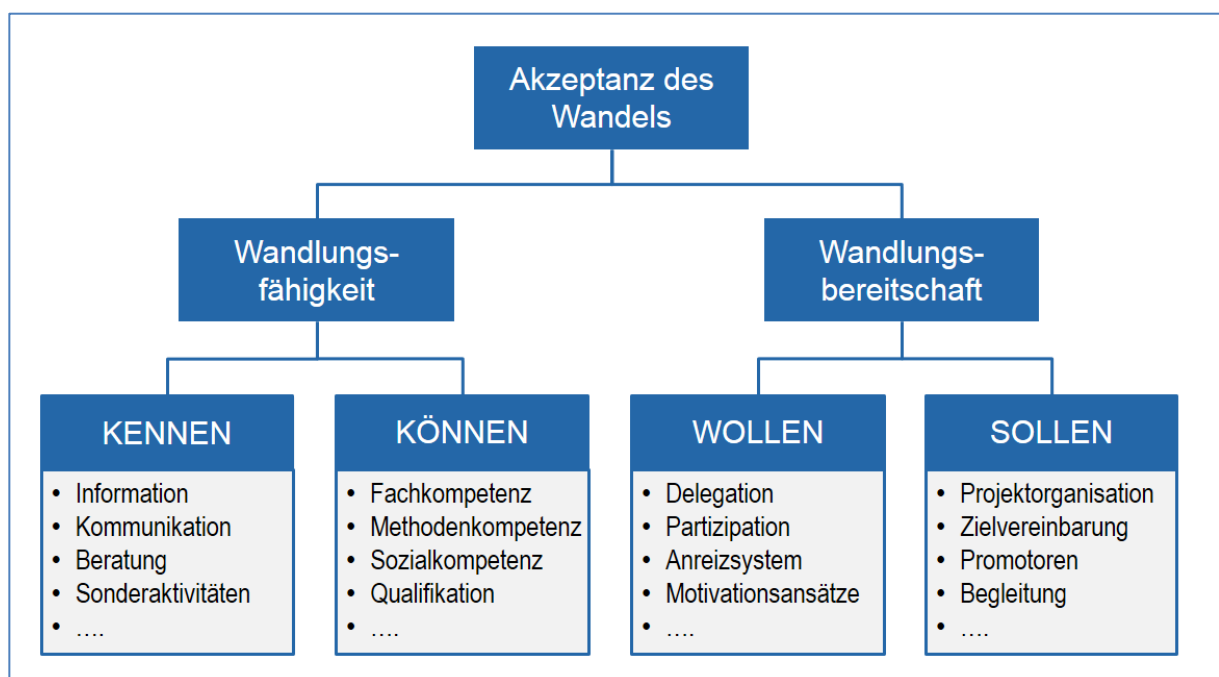 Akzeptanz des
Wandels
Wandlungs-
fähigkeit
Wandlungs-
bereitschaft
KENNEN
• Information
• Kommunikation
• Beratung
• Sonderaktivitäten
• ....
KÖNNEN
• Fachkompetenz
• Methodenkompetenz
• Sozialkompetenz
• Qualifikation
• ....
WOLLEN
• Delegation
• Partizipation
• Anreizsystem
• Motivationsansätze
• ....
SOLLEN
• Projektorganisation
• Zielvereinbarung
• Promotoren
• Begleitung
• ....